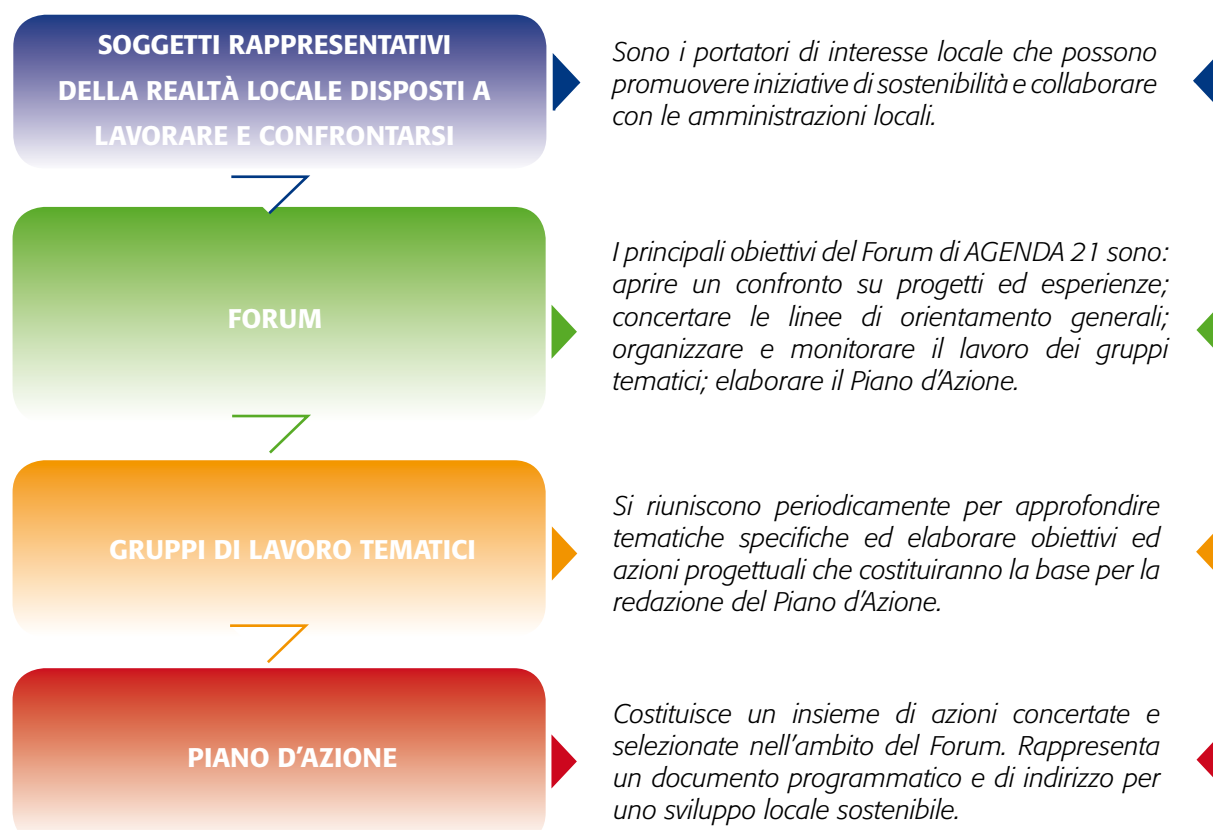 SOGGETTI RAPPRESENTATIVI
DELLA REALTÀ LOCALE DISPOSTI A
LAVORARE E CONFRONTARSI
Sono i portatori di interesse locale che possono
promuovere iniziative di sostenibilità e collaborare
con le amministrazioni locali.
FORUM
I principali obiettivi del Forum di AGENDA 21 sono:
aprire un confronto su progetti ed esperienze;
concertare le linee di orientamento generali;
organizzare e monitorare il lavoro dei gruppi
tematici; elaborare il Piano d'Azione.
GRUPPI DI LAVORO TEMATICI
Si riuniscono periodicamente per approfondire
tematiche specifiche ed elaborare obiettivi ed
azioni progettuali che costituiranno la base per la
redazione del Piano d'Azione.
PIANO D'AZIONE
Costituisce un insieme di azioni concertate e
selezionate nell'ambito del Forum. Rappresenta
un documento programmatico e di indirizzo per
uno sviluppo locale sostenibile.